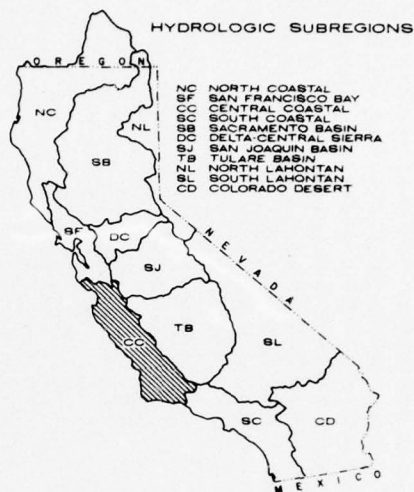 HYDROLOGIC SUBREGIONS
OREGON
NC NORTH COASTAL
SF SAN FRANCISCO BAY
CC CENTRAL COASTAL
SC SOUTH COASTAL
SB SACRAMENTO BASIN
DC DELTA-CENTRAL SIERRA
SJ SAN JOAQUIN BASIN
TB TULARE BASIN
NL NORTH LAHONTAN
SL SOUTH LAHONTAN
CD COLORADO DESERT
NC
NL
SB
SF
DC
NEVADA
SJ
CC
TB
SL
SC
CD
MEXICO